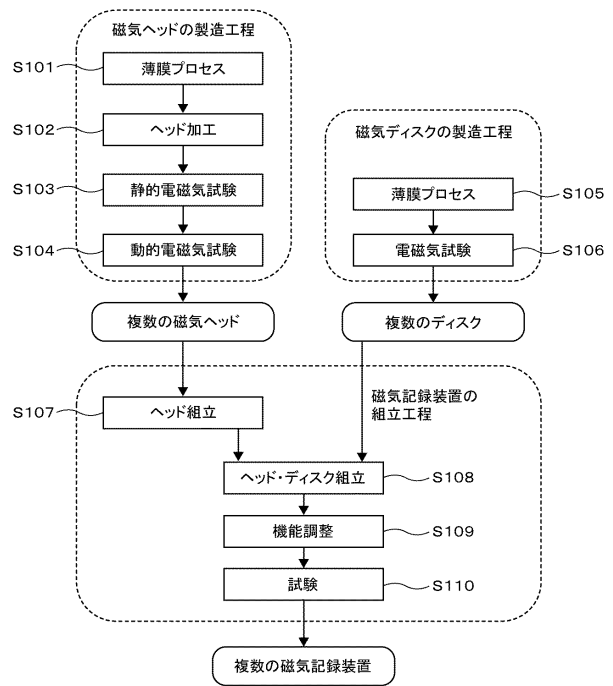 磁気ヘッドの製造工程
S101
薄膜プロセス
S102
ヘッド加工
S103
静的電磁気試験
S104
動的電磁気試験
複数の磁気ヘッド
磁気ディスクの製造工程
薄膜プロセス
S105
電磁気試験
S106
複数のディスク
磁気記録装置の
組立工程
S107
ヘッド組立
ヘッド・ディスク組立
S108
機能調整
S109
試験
S110
複数の磁気記録装置